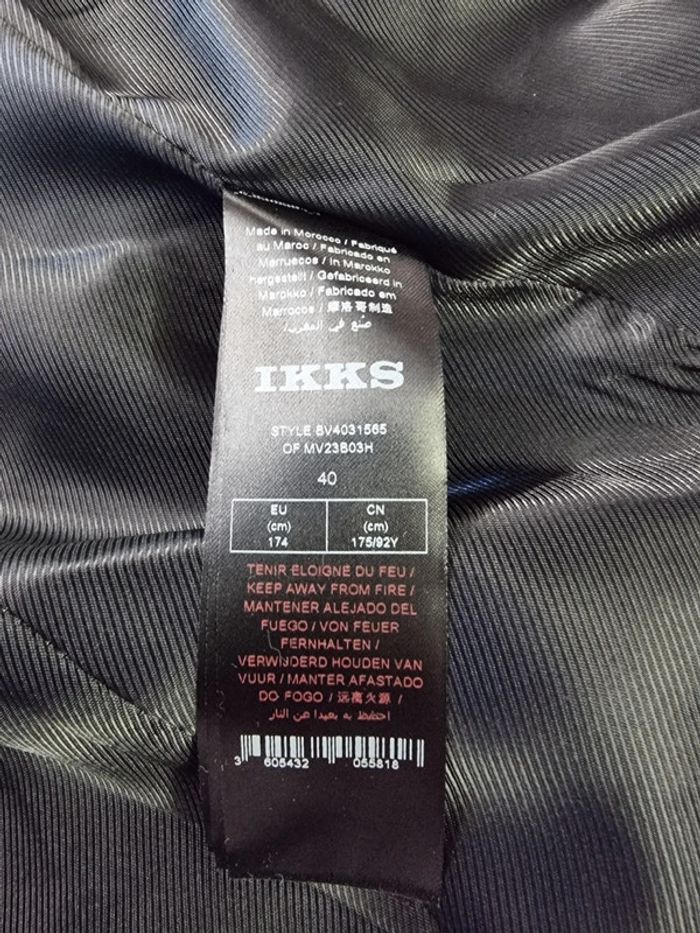 Made in Morocco / Fabriqué
au Maroc / Fabricado en
Marruecos / in Marokko
hergestellt / Gefabriceerd in
Marokko / Fabricado em
Marrocos / 摩洛哥制造
صنع في المغرب/
IKKS
STYLE BV4031565
OF MV23B03H
40
EU CN
(cm) (cm)
174 175/92Y
TENIR ELOIGNE DU FEU /
KEEP AWAY FROM FIRE /
MANTENER ALEJADO DEL
FUEGO / VON FEUER
FERNHALTEN /
VERWIJDERD HOUDEN VAN
VUUR / MANTER AFASTADO
DO FOGO / 远离火源 /
احتفظ به بعيدا عن النار
3 605432 055818